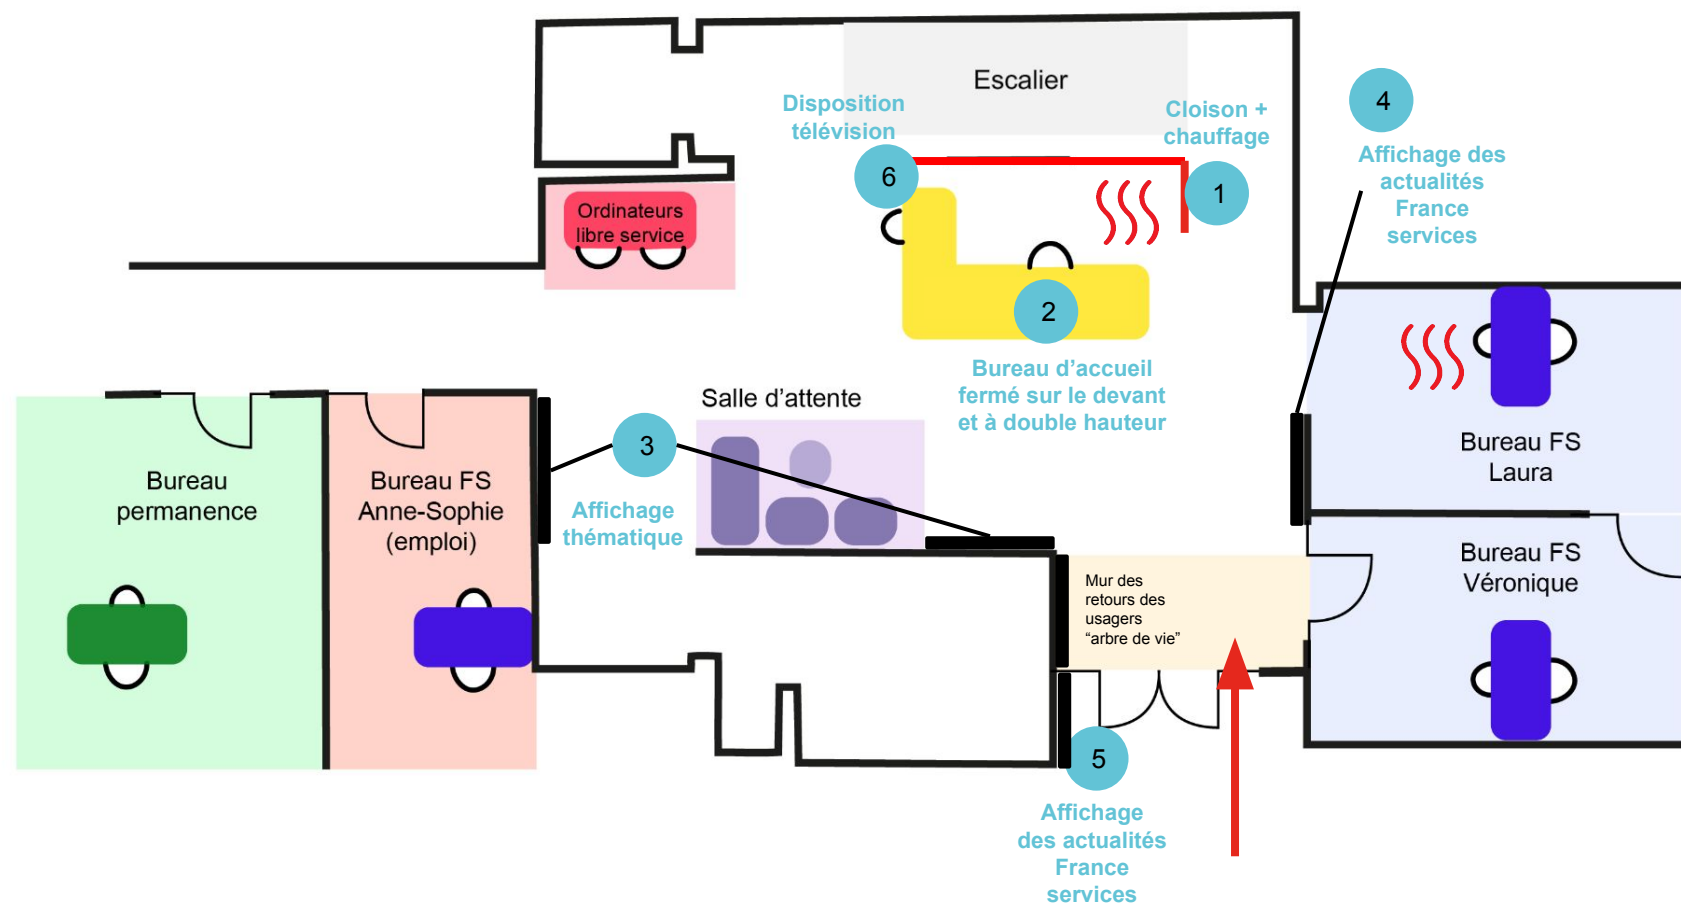 Escalier
Disposition
télévision
6
Cloison +
chauffage
1
4
Affichage des
actualités
France
services
Ordinateurs
libre service
2
Bureau d’accueil
fermé sur le devant
et à double hauteur
Salle d’attente
3
Affichage
thématique
Bureau
permanence
Bureau FS
Anne-Sophie
(emploi)
Bureau FS
Laura
Bureau FS
Véronique
Mur des
retours des
usagers
“arbre de vie”
5
Affichage
des actualités
France
services